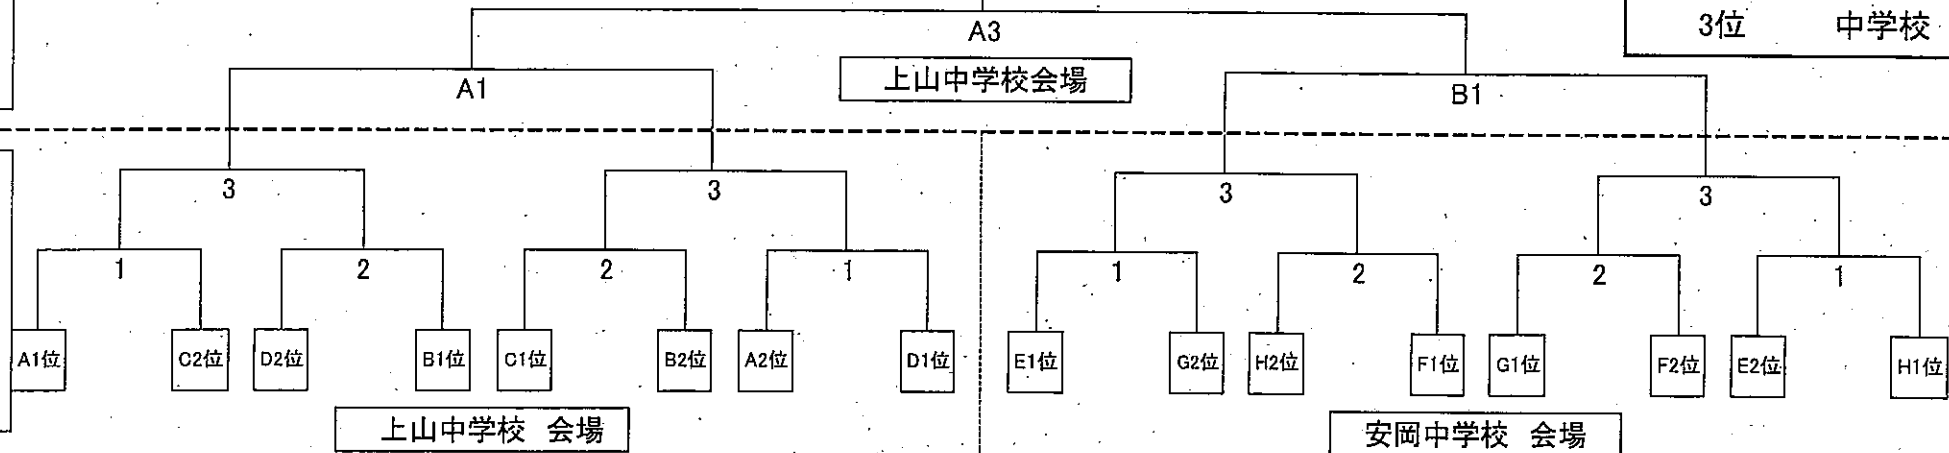 A3
3位 中学校
上山中学校会場
A1
B1
3 3 3 3
1 2 2 1 1 2 2 1
A1位 C2位 D2位 B1位 C1位 B2位 A2位 D1位 E1位 G2位 H2位 F1位 G1位 F2位 E2位 H1位
上山中学校 会場
安岡中学校 会場